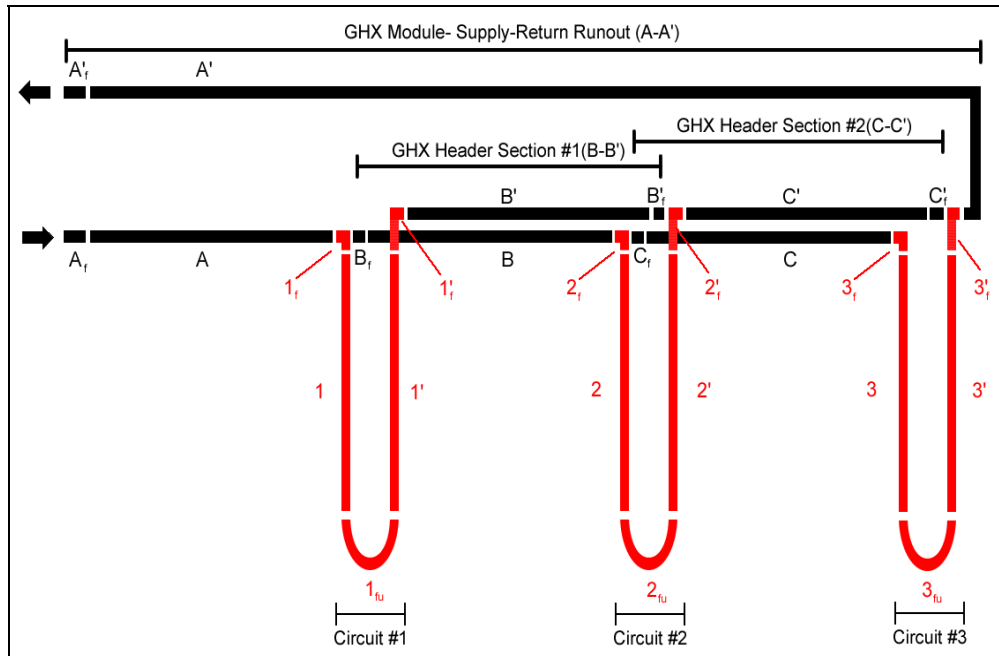 GHX Module- Supply-Return Runout (A-A')
A'f A'
GHX Header Section #2(C-C')
GHX Header Section #1(B-B')
B' B'f C' C'f
Af A Bf B Cf C
1f 1'f 2f 2'f 3f 3'f
1 1' 2 2' 3 3'
1fu 2fu 3fu
Circuit #1 Circuit #2 Circuit #3